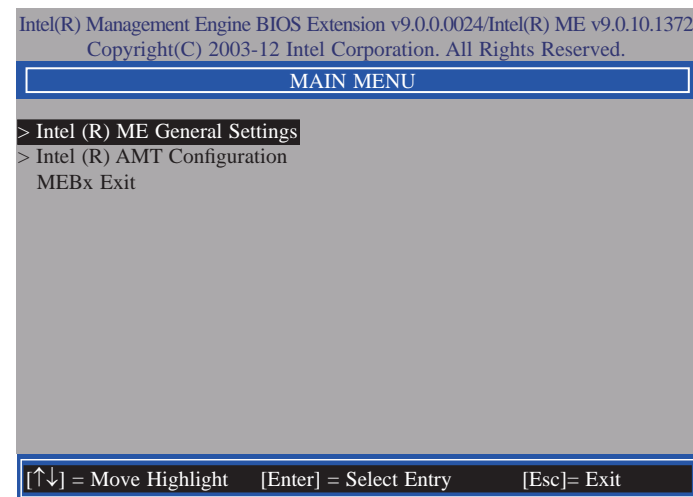 Intel(R) Management Engine BIOS Extension v9.0.0.0024/Intel(R) ME v9.0.10.1372
Copyright(C) 2003-12 Intel Corporation. All Rights Reserved.
MAIN MENU
> Intel (R) ME General Settings
> Intel (R) AMT Configuration
MEBx Exit
[↑↓] = Move Highlight [Enter] = Select Entry [Esc]= Exit